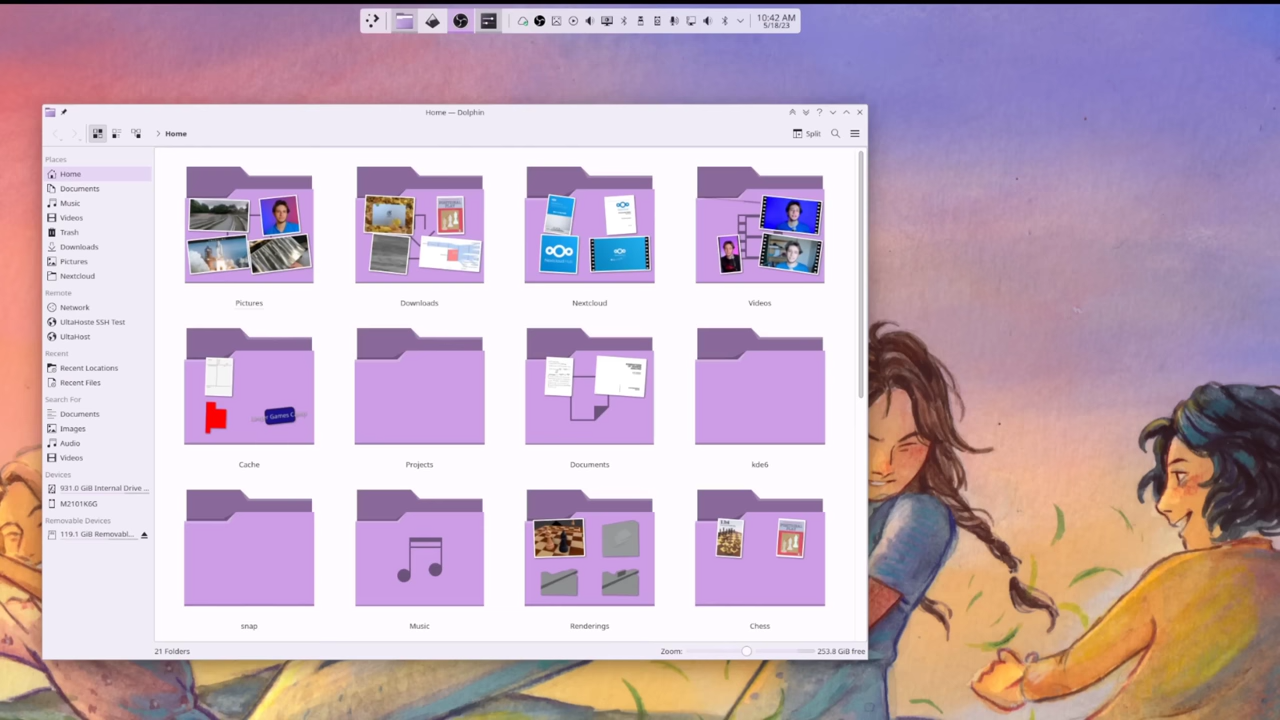 10:42 AM
5/18/23
Home — Dolphin
Home
Split
Places
Home
Documents
Music
Videos
Trash
Downloads
Pictures
Nextcloud
Remote
Network
UltaHoste SSH Test
UltaHost
Recent
Recent Locations
Recent Files
Search For
Documents
Images
Audio
Videos
Devices
931.0 GiB Internal Drive ...
M2101K6G
Removable Devices
119.1 GiB Removabl...
Pictures
Downloads
Nextcloud
Videos
Games
Cache
Projects
Documents
kde6
snap
Music
Renderings
Chess
21 Folders
Zoom:
253.8 GiB free